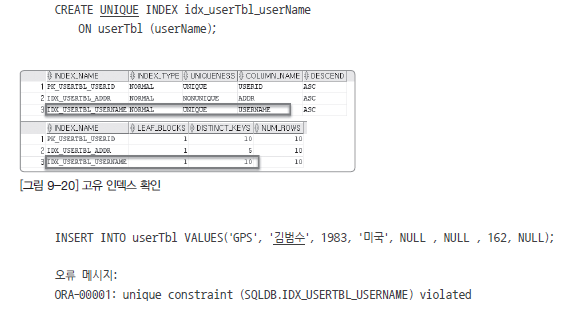 CREATE UNIQUE INDEX idx_userTbl_userName
ON userTbl (userName);
INDEX_NAME INDEX_TYPE UNIQUENESS COLUMN_NAME DESCEND
1 PK_USERTBL_USERID NORMAL UNIQUE USERID ASC
2 IDX_USERTBL_ADDR NORMAL NONUNIQUE ADDR ASC
3 IDX_USERTBL_USERNAME NORMAL UNIQUE USERNAME ASC
INDEX_NAME LEAF_BLOCKS DISTINCT_KEYS NUM_ROWS
1 PK_USERTBL_USERID 1 10 10
2 IDX_USERTBL_ADDR 1 5 10
3 IDX_USERTBL_USERNAME 1 10 10
[그림 9-20] 고유 인덱스 확인
INSERT INTO userTbl VALUES('GPS', '김범수', 1983, '미국', NULL , NULL , 162, NULL);
오류 메시지:
ORA-00001: unique constraint (SQLDB.IDX_USERTBL_USERNAME) violated